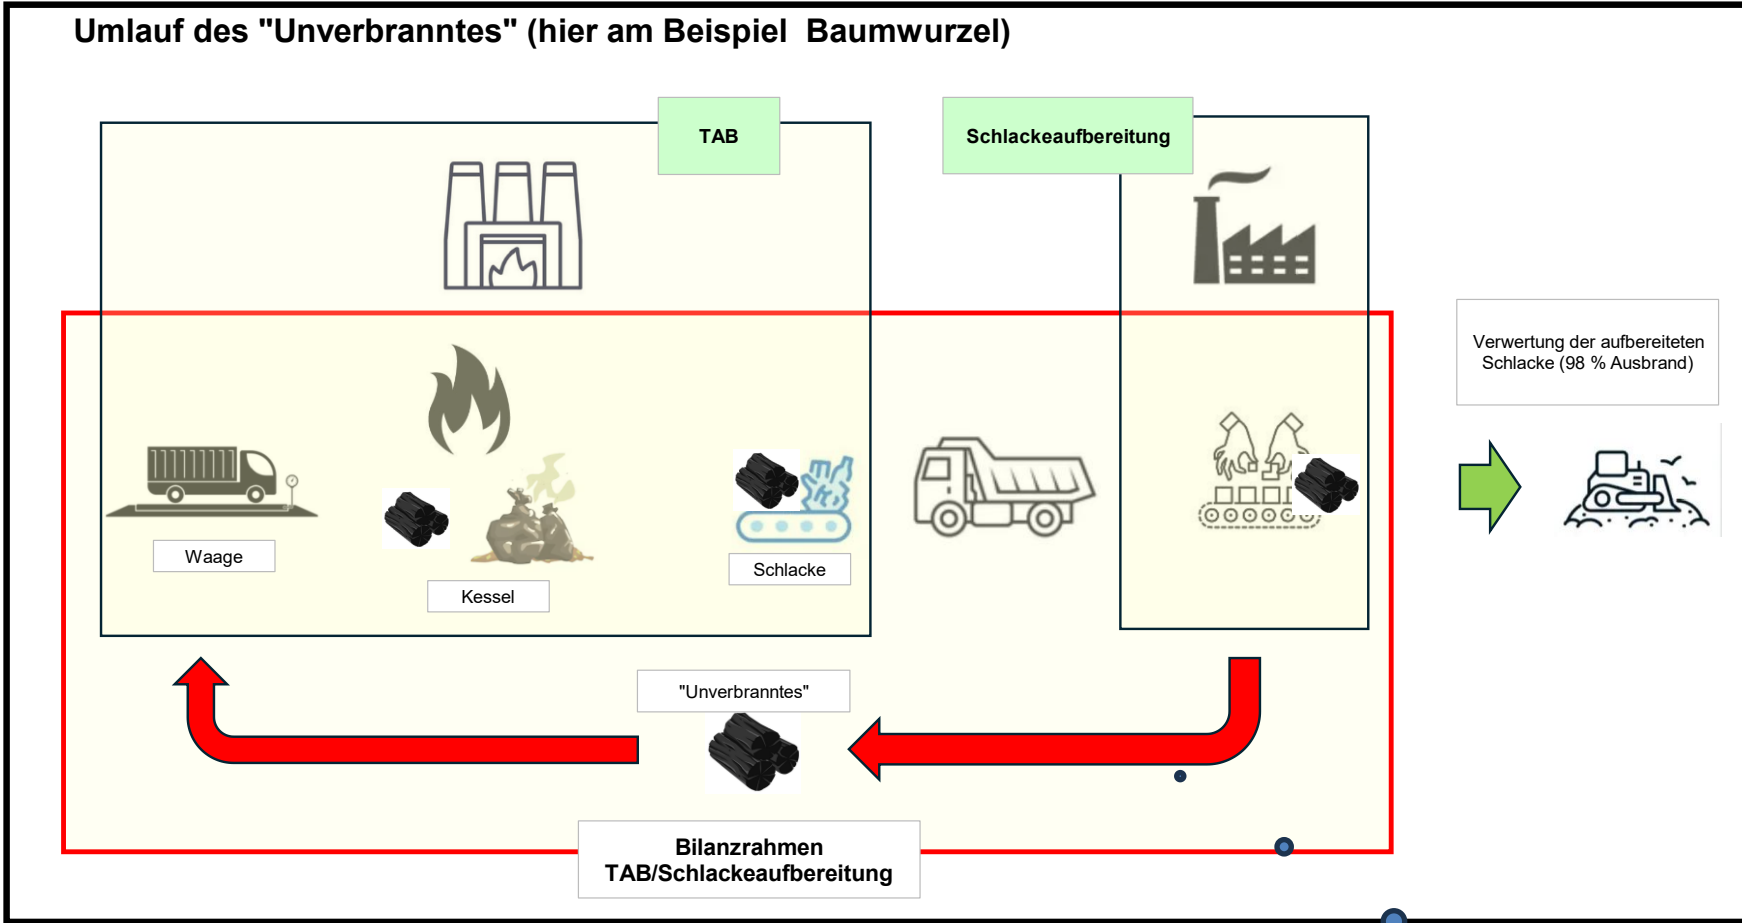 Umlauf des "Unverbranntes" (hier am Beispiel  Baumwurzel)
TAB
Schlackeaufbereitung
Verwertung der aufbereiteten
Schlacke (98 % Ausbrand)
Waage
Kessel
Schlacke
"Unverbranntes"
Bilanzrahmen
TAB/Schlackeaufbereitung